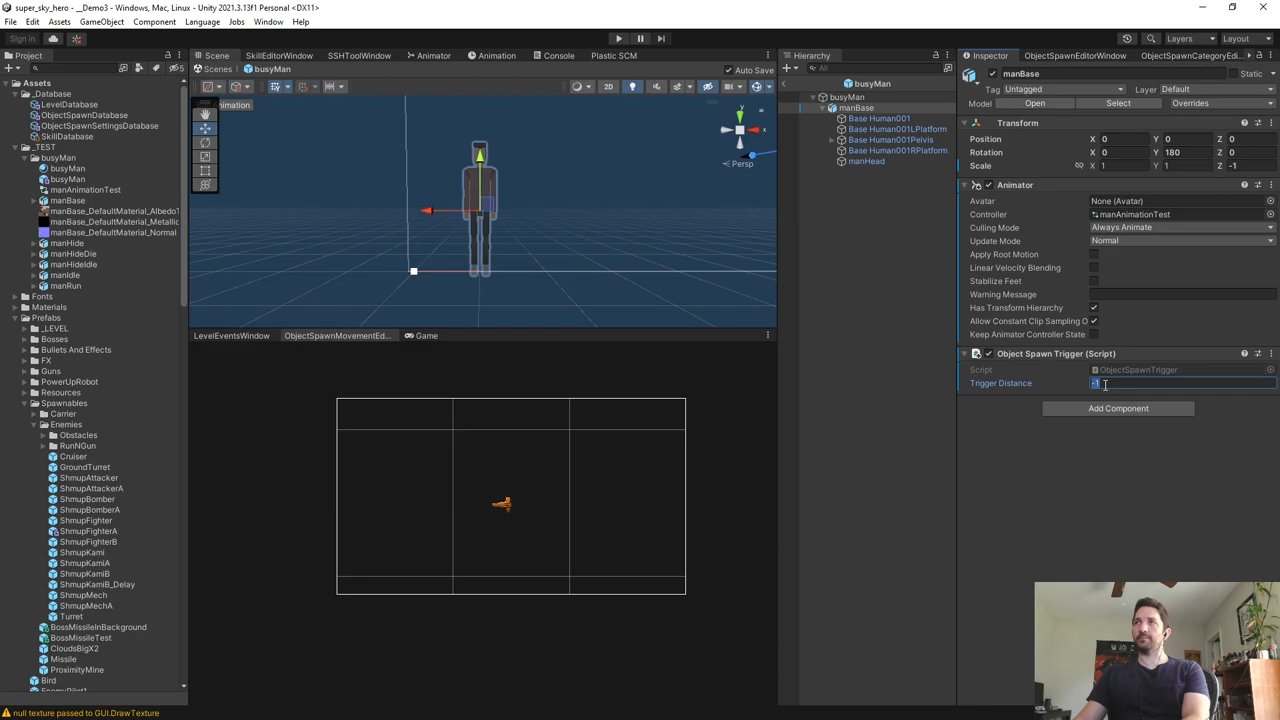 super_sky_hero - __Demo3 - Windows, Mac, Linux - Unity 2021.3.13f1 Personal <DX11>
File Edit Assets GameObject Component Language Jobs Window Help
Sign in
Layers Layout
Project
Scene SkillEditorWindow SSHToolWindow Animator Animation Console Plastic SCM
Hierarchy
Inspector ObjectSpawnEditorWindow ObjectSpawnCategoryEdi...
All
Scenes busyMan
Auto Save
busyMan
manBase
Static
Tag Untagged Layer Default
Model Open Select Overrides
2D
Animation
y
x
Persp
busyMan
manBase
Base Human001
Base Human001LPlatform
Base Human001Pelvis
Base Human001RPlatform
manHead
Transform
Position X 0 Y 0 Z 0
Rotation X 0 Y 180 Z 0
Scale X 1 Y 1 Z -1
Animator
Avatar None (Avatar)
Controller manAnimationTest
Culling Mode Always Animate
Update Mode Normal
Apply Root Motion
Linear Velocity Blending
Stabilize Feet
Warning Message
Has Transform Hierarchy
Allow Constant Clip Sampling O
Keep Animator Controller State
Object Spawn Trigger (Script)
Script ObjectSpawnTrigger
Trigger Distance -1
Add Component
LevelEventsWindow ObjectSpawnMovementEd... Game
Assets
_Database
LevelDatabase
ObjectSpawnDatabase
ObjectSpawnSettingsDatabase
SkillDatabase
_TEST
busyMan
busyMan
busyMan
manAnimationTest
manBase
manBase_DefaultMaterial_AlbedoT
manBase_DefaultMaterial_Metallic
manBase_DefaultMaterial_Normal
manHide
manHideDie
manHideIdle
manIdle
manRun
Fonts
Materials
Prefabs
_LEVEL
Bosses
Bullets And Effects
FX
Guns
PowerUpRobot
Resources
Spawnables
Carrier
Enemies
Obstacles
RunNGun
Cruiser
GroundTurret
ShmupAttacker
ShmupAttackerA
ShmupBomber
ShmupBomberA
ShmupFighter
ShmupFighterA
ShmupFighterB
ShmupKami
ShmupKamiA
ShmupKamiB
ShmupKamiB_Delay
ShmupMech
ShmupMechA
Turret
BossMissileInBackground
BossMissileTest
CloudsBigX2
Missile
ProximityMine
Bird
EnemyPilot1
null texture passed to GUI.DrawTexture